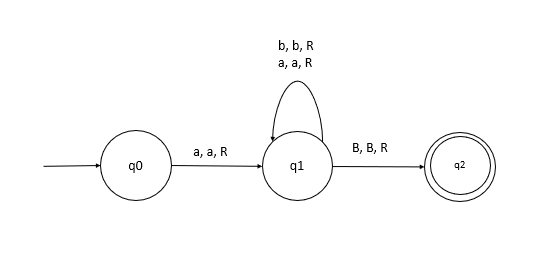 b, b, R
a, a, R
a, a, R
B, B, R
q0
q1
q2